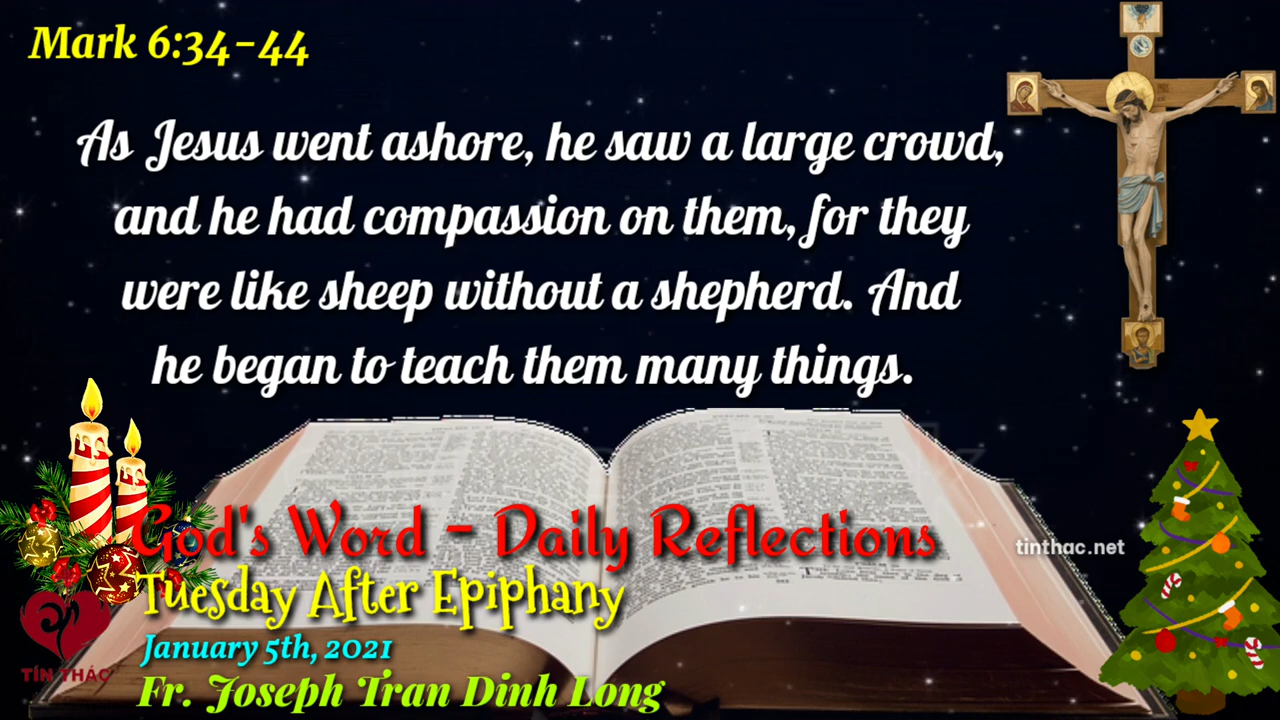 Mark 6:34-44
As Jesus went ashore, he saw a large crowd,
and he had compassion on them, for they
were like sheep without a shepherd. And
he began to teach them many things.
God's Word - Daily Reflections
tinthac.net
Tuesday After Epiphany
January 5th, 2021
TÍN THÁC
Fr. Joseph Tran Dinh Long